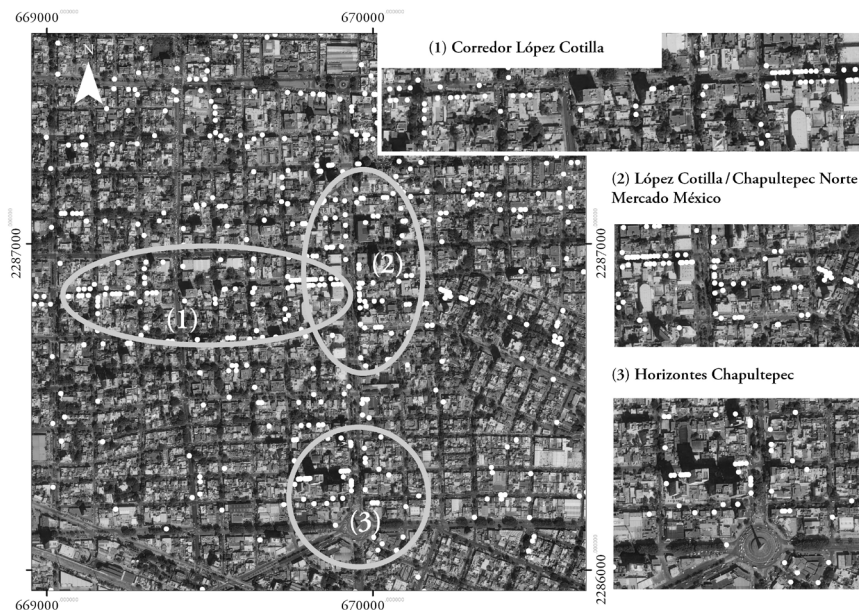 669000
670000
N
(1) Corredor López Cotilla
(2) López Cotilla / Chapultepec Norte
Mercado México
2287000
2287000
(2)
(1)
(3) Horizontes Chapultepec
(3)
2286000
669000
670000